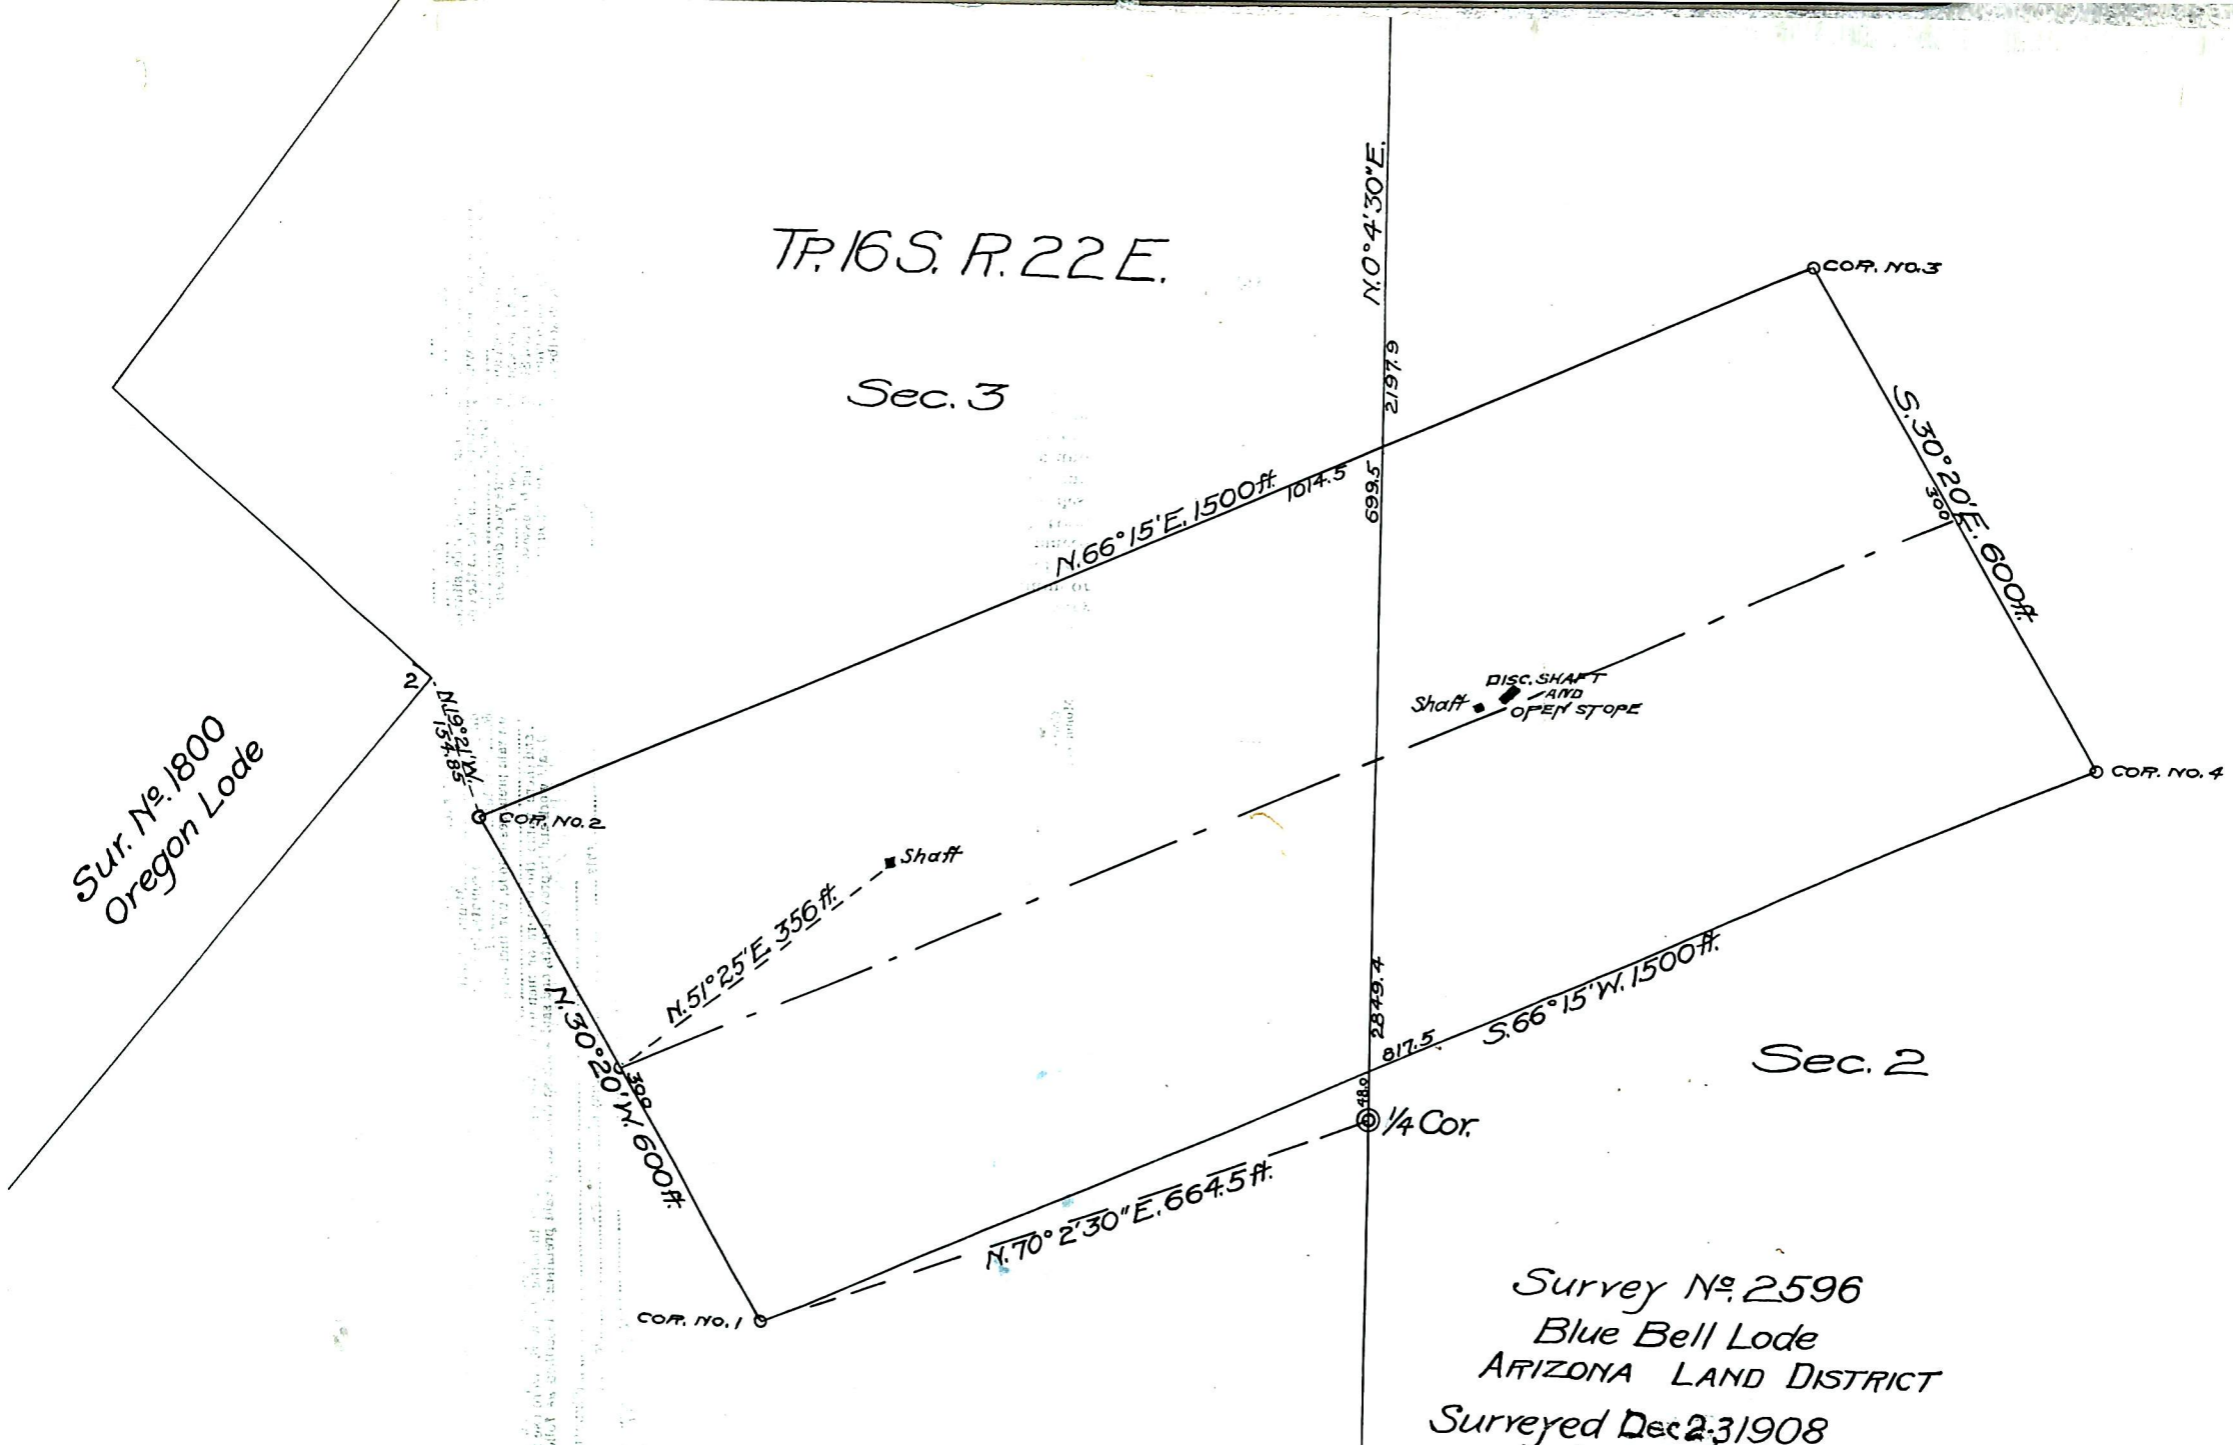 TP. 16 S. R. 22 E.
Sec. 3
N. 0° 4' 30" E.
2197.9
699.5
COR. NO. 3
S. 30° 20' E. 600 ft.
300
N. 66° 15' E. 1500 ft.
1014.5
2
N. 19° 21' W.
154.85
Sur. No. 1800
Oregon Lode
COR. NO. 2
Shaft
N. 51° 25' E. 356 ft.
Shaft
DISC. SHAFT
AND
OPEN STOPE
COR. NO. 4
N. 30° 20' W. 600 ft.
300
2849.4
817.5
S. 66° 15' W. 1500 ft.
Sec. 2
48.0
1/4 Cor.
N. 70° 2' 30" E. 664.5 ft.
COR. NO. 1
Survey No. 2596
Blue Bell Lode
ARIZONA LAND DISTRICT
Surveyed Dec 2-3 1908